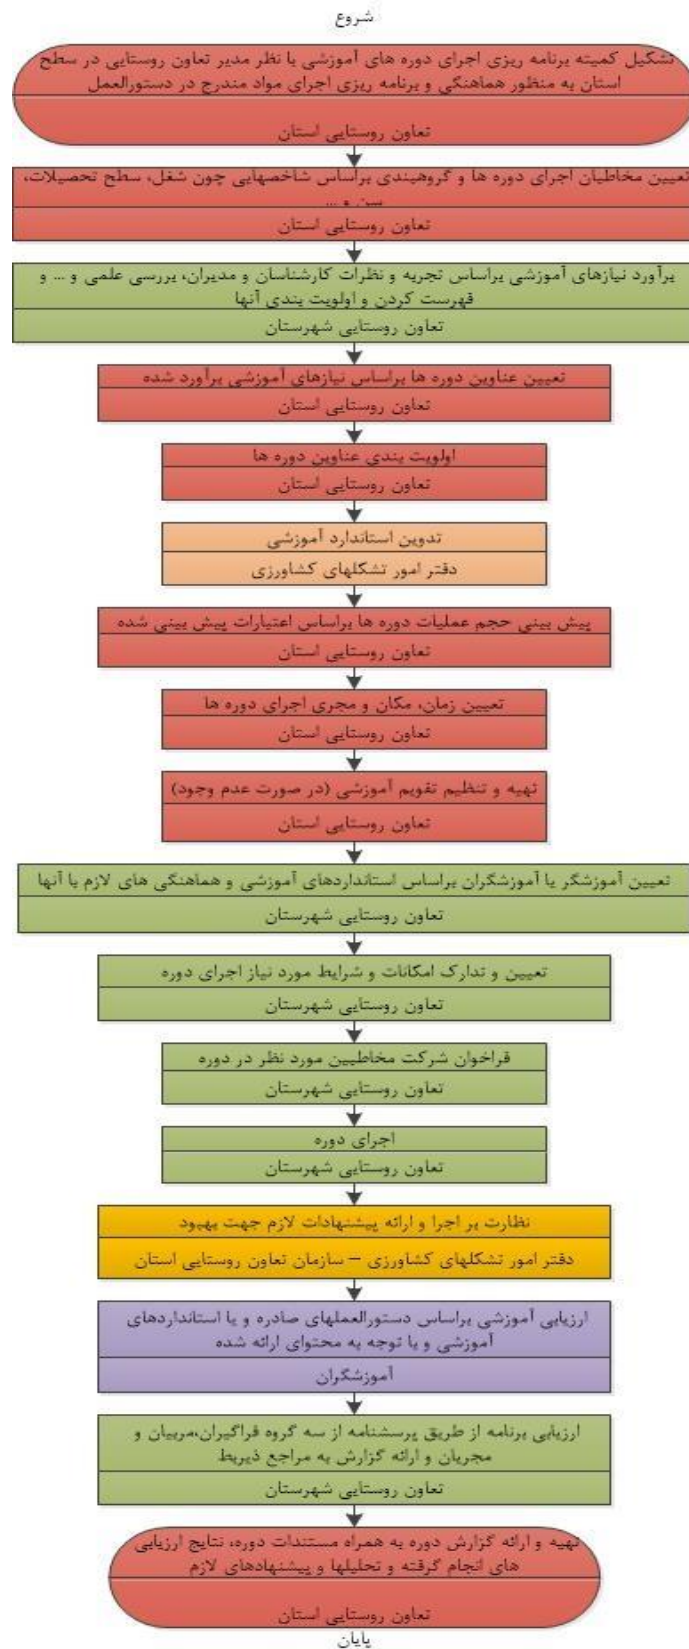 شروع
تشکیل کمیته برنامه ریزی اجرای دوره های آموزشی با نظر مدیر تعاون روستایی در سطح
استان به منظور هماهنگی و برنامه ریزی اجرای مواد مندرج در دستورالعمل
تعاون روستایی استان
تعیین مخاطبان اجرای دوره ها و گروهبندی براساس شاخصهایی چون شغل، سطح تحصیلات،
سن و ...
تعاون روستایی استان
برآورد نیازهای آموزشی براساس تجربه و نظرات کارشناسان و مدیران، بررسی علمی و ... و
فهرست کردن و اولویت بندی آنها
تعاون روستایی شهرستان
تعیین عناوین دوره ها براساس نیازهای آموزشی برآورد شده
تعاون روستایی استان
اولویت بندی عناوین دوره ها
تعاون روستایی استان
تدوین استاندارد آموزشی
دفتر امور تشکلهای کشاورزی
پیش بینی حجم عملیات دوره ها براساس اعتبارات پیش بینی شده
تعاون روستایی استان
تعیین زمان، مکان و مجری اجرای دوره ها
تعاون روستایی استان
تهیه و تنظیم تقویم آموزشی (در صورت عدم وجود)
تعاون روستایی استان
تعیین آموزشگر یا آموزشگران براساس استانداردهای آموزشی و هماهنگی های لازم با آنها
تعاون روستایی شهرستان
تعیین و تدارک امکانات و شرایط مورد نیاز اجرای دوره
تعاون روستایی شهرستان
فراخوان شرکت مخاطبین مورد نظر در دوره
تعاون روستایی شهرستان
اجرای دوره
تعاون روستایی شهرستان
نظارت بر اجرا و ارائه پیشنهادات لازم جهت بهبود
دفتر امور تشکلهای کشاورزی – سازمان تعاون روستایی استان
ارزیابی آموزشی براساس دستورالعملهای صادره و یا استانداردهای
آموزشی و با توجه به محتوای ارائه شده
آموزشگران
ارزیابی برنامه از طریق پرسشنامه از سه گروه فراگیران،مربیان و
مجریان و ارائه گزارش به مراجع ذیربط
تعاون روستایی شهرستان
تهیه و ارائه گزارش دوره به همراه مستندات دوره، نتایج ارزیابی
های انجام گرفته و تحلیلها و پیشنهادهای لازم
تعاون روستایی استان
پایان